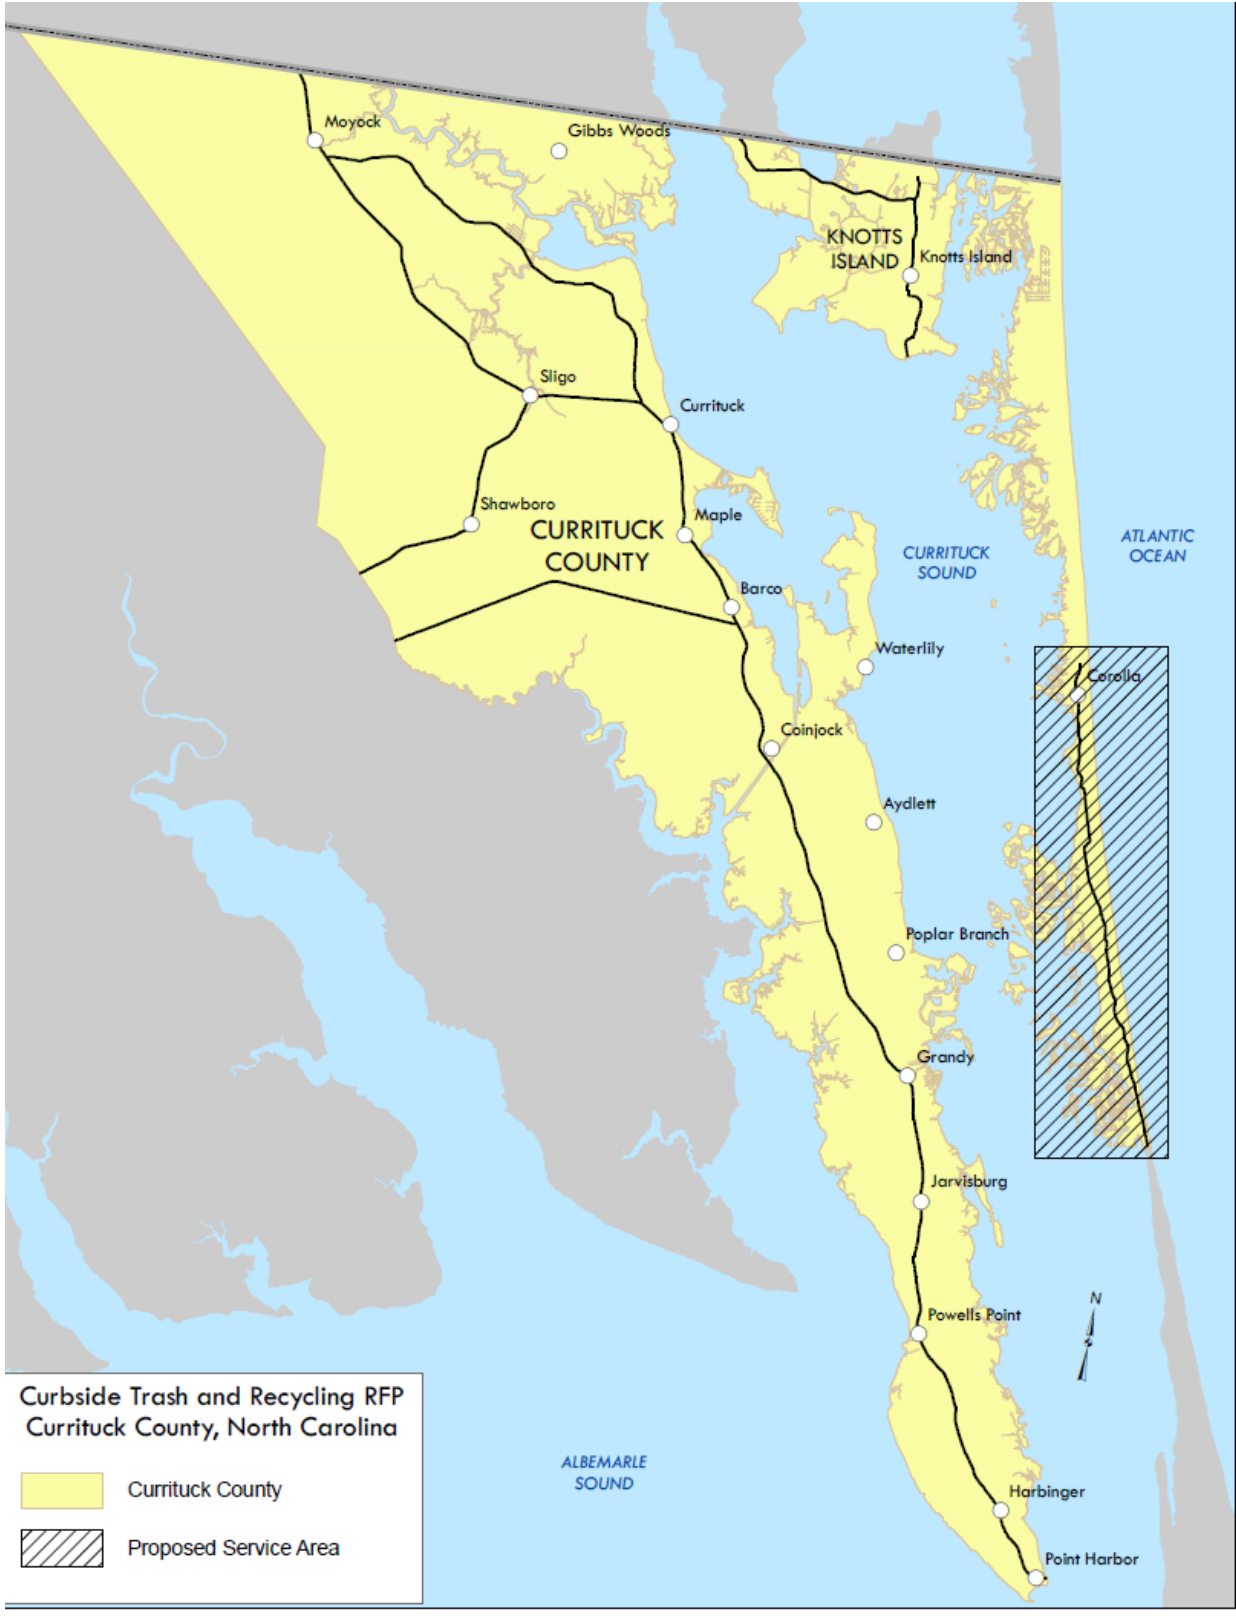 Moyock
Gibbs Woods
KNOTTS
ISLAND
Knotts Island
Sligo
Currituck
Shawboro
Maple
CURRITUCK
COUNTY
ATLANTIC
OCEAN
CURRITUCK
SOUND
Barco
Waterlily
Corolla
Coinjock
Aydlett
Poplar Branch
Grandy
Jarvisburg
N
Powells Point
Curbside Trash and Recycling RFP
Currituck County, North Carolina
ALBEMARLE
SOUND
Currituck County
Harbinger
Proposed Service Area
Point Harbor